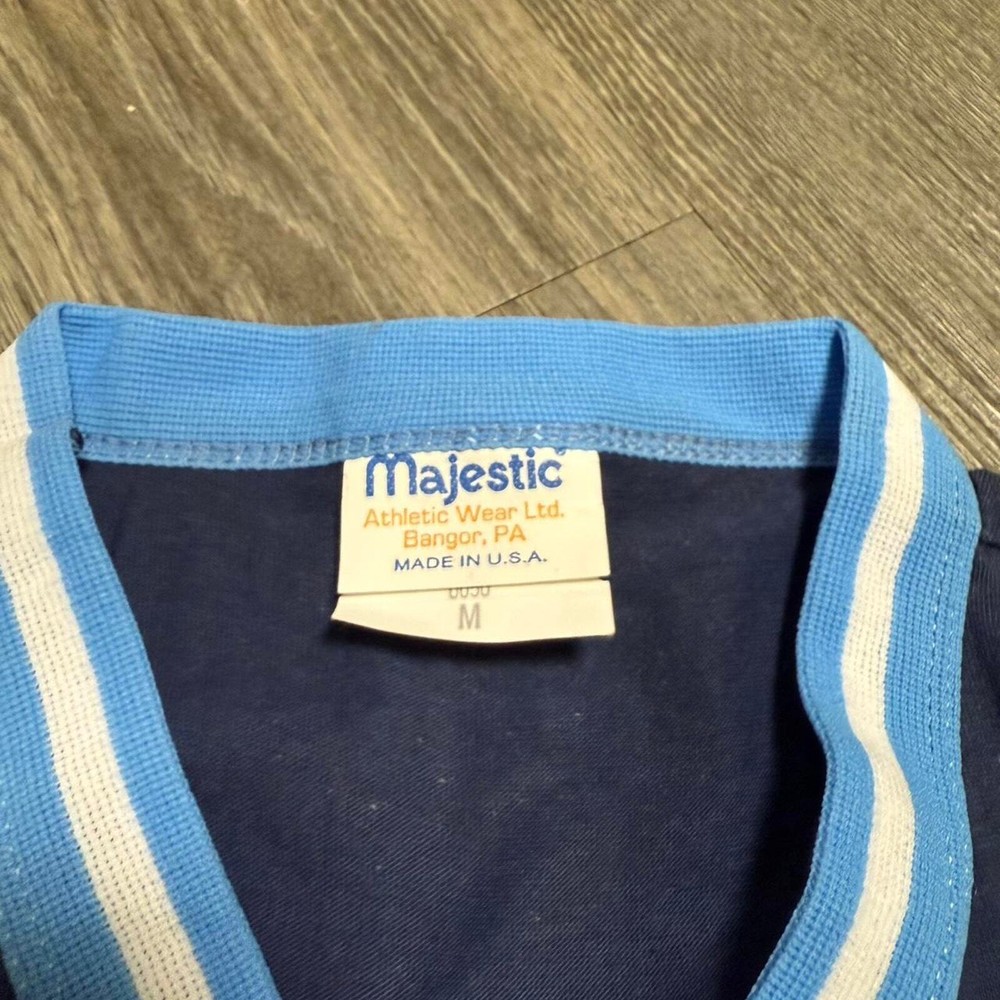 Majestic
Athletic Wear Ltd.
Bangor, PA
MADE IN U.S.A.
M